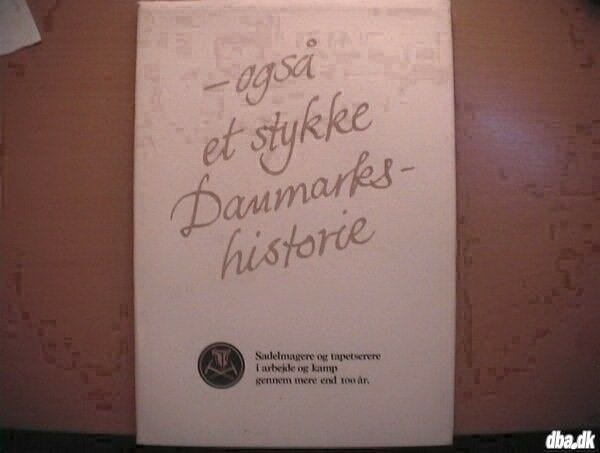 – også
et stykke
Danmarks-
historie
Sadelmagere og tapetserere
i arbejde og kamp
gennem mere end 100 år.
dba.dk